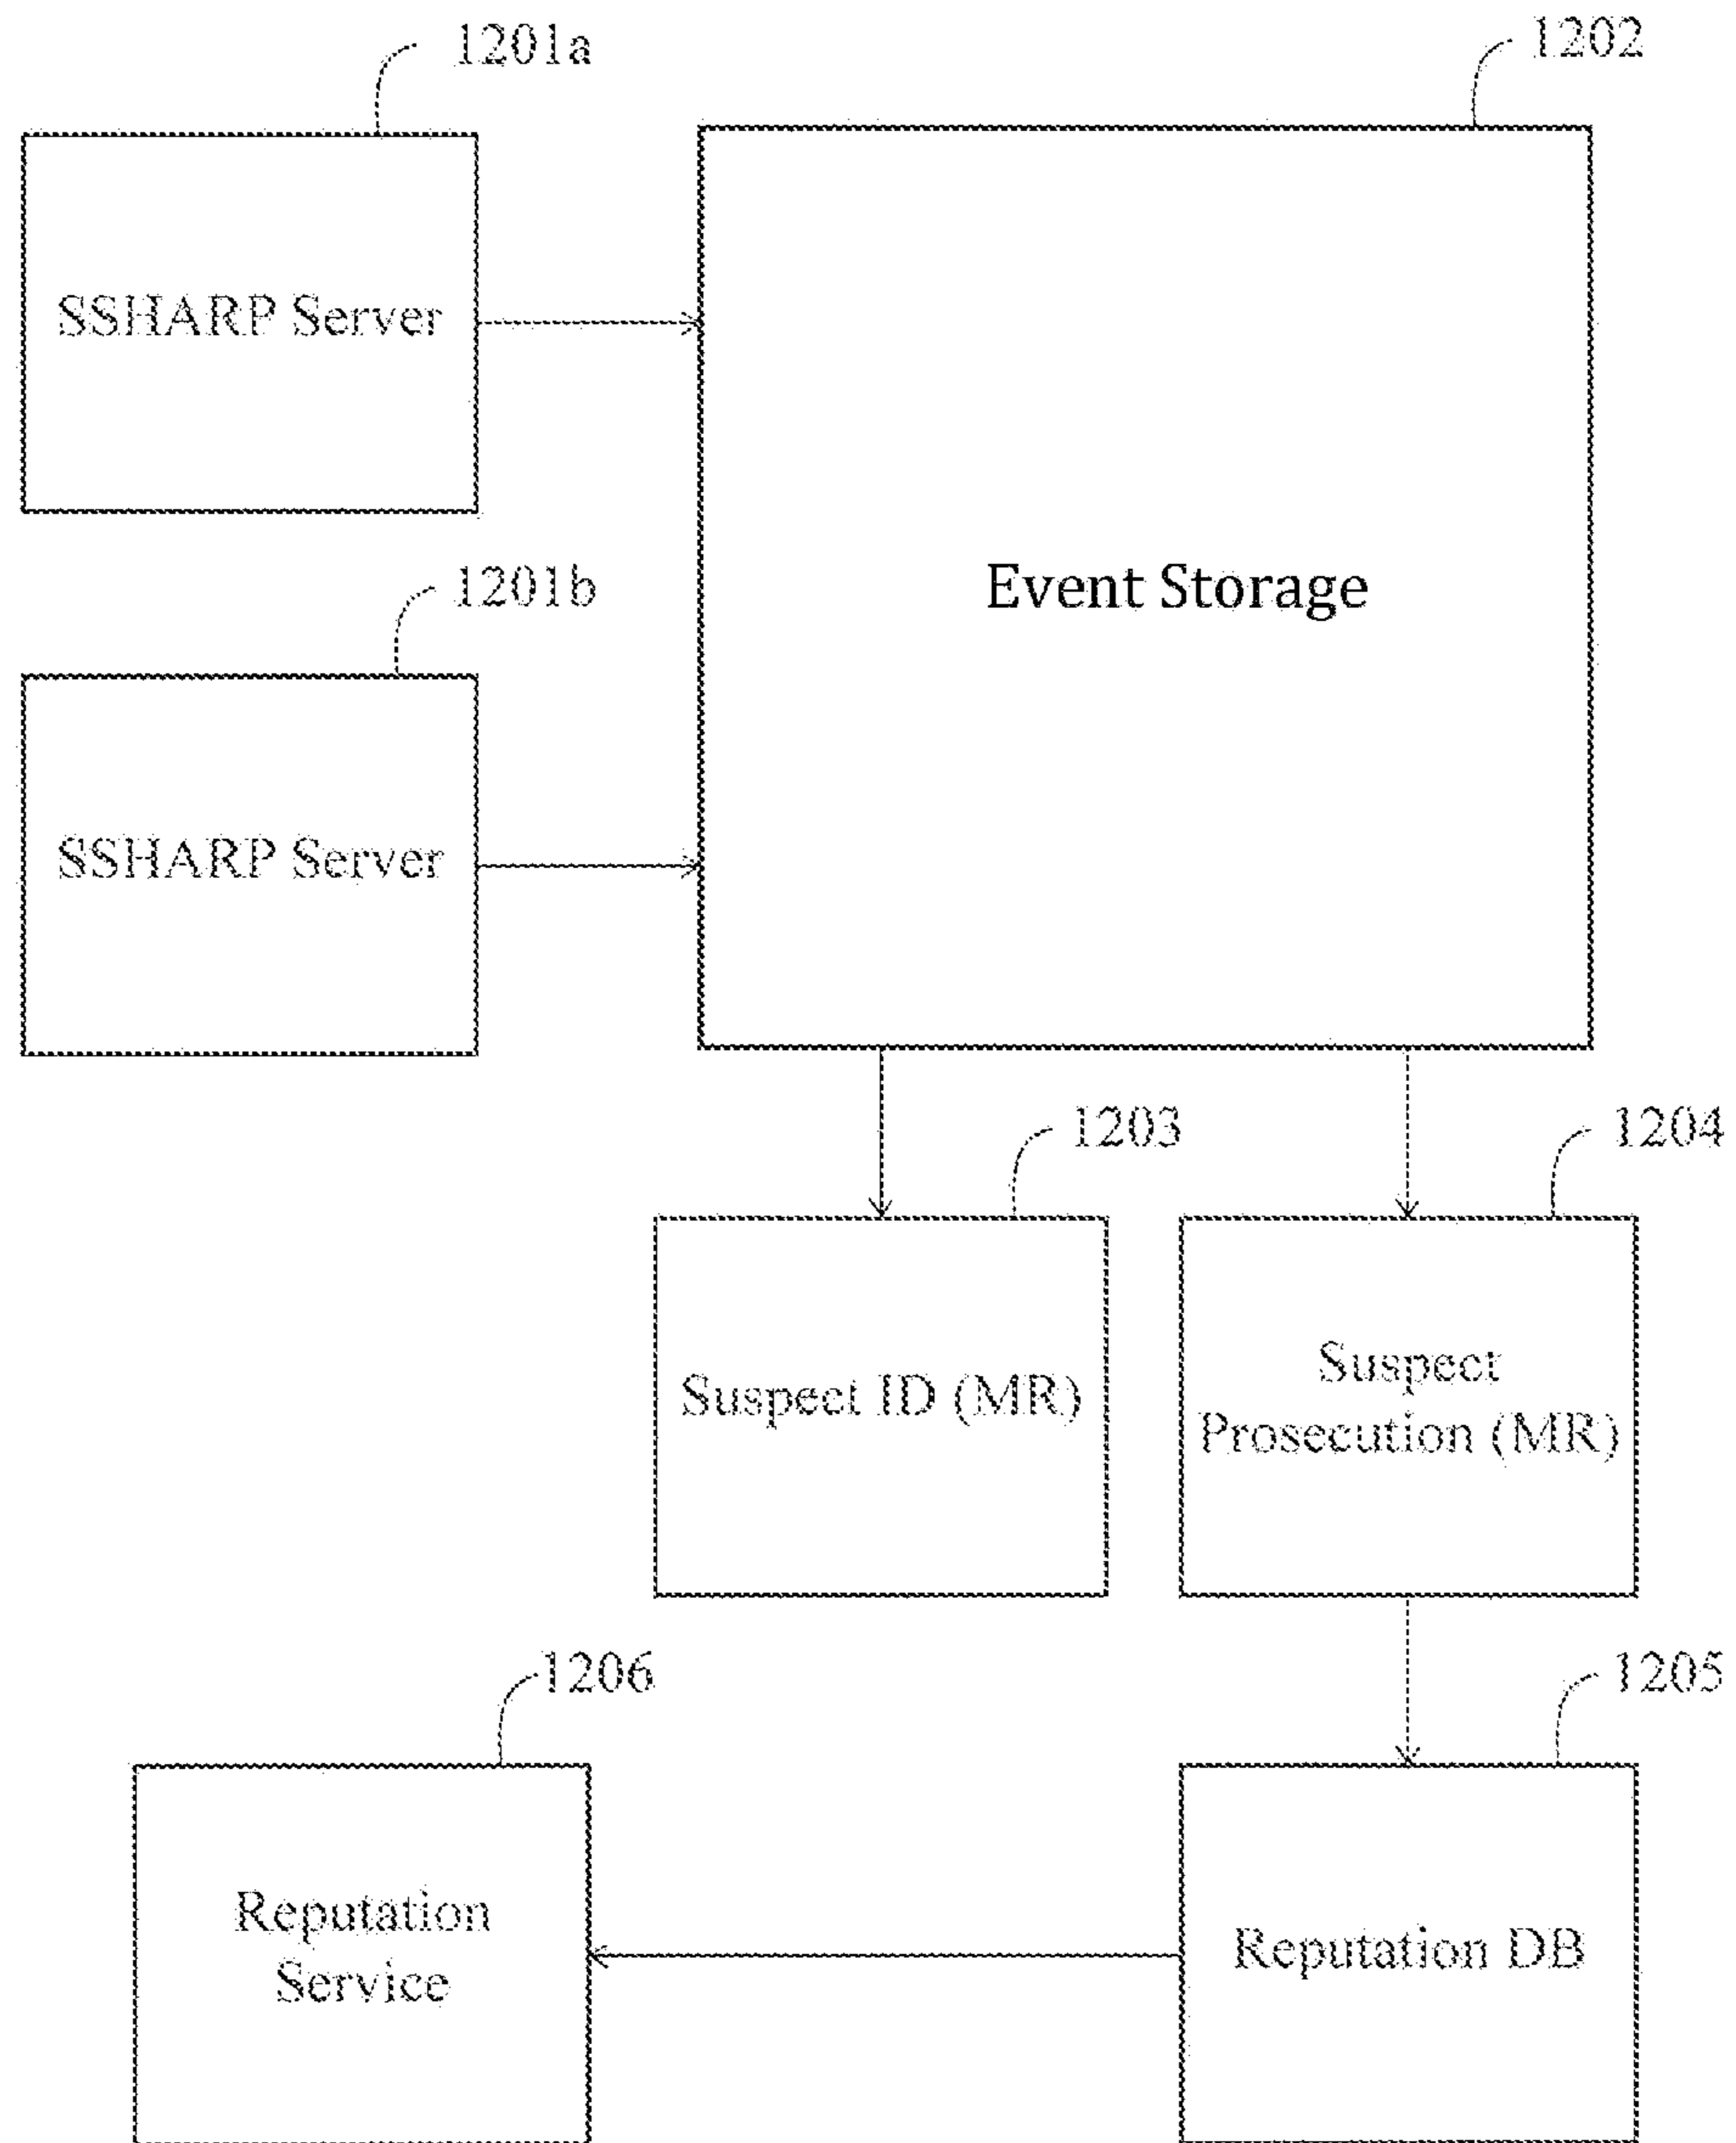 1201a
1202
SSHARP Server
Event Storage
1201b
SSHARP Server
1203
1204
Suspect ID (MR)
Suspect
Prosecution (MR)
1206
1205
Reputation
Service
Reputation DB